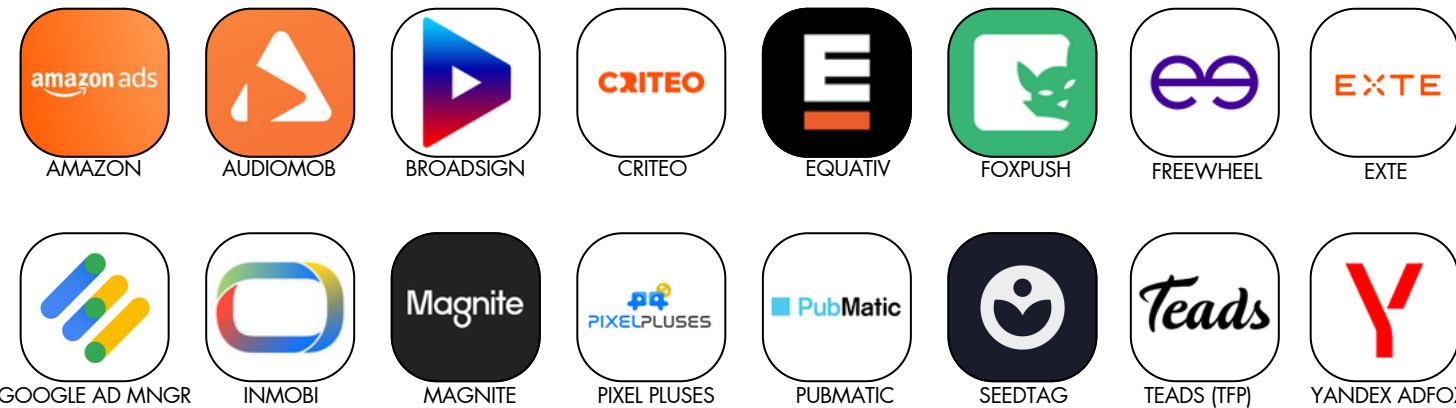 amazon ads
CRITEO
E
EXTE
AMAZON
AUDIOMOB
BROADSIGN
CRITEO
EQUATIV
FOXPUSH
FREEWHEEL
EXTE
Magnite
PIXELPLUSES
PubMatic
Teads
Y
GOOGLE AD MNGR
INMOBI
MAGNITE
PIXEL PLUSES
PUBMATIC
SEEDTAG
TEADS (TFP)
YANDEX ADFOX